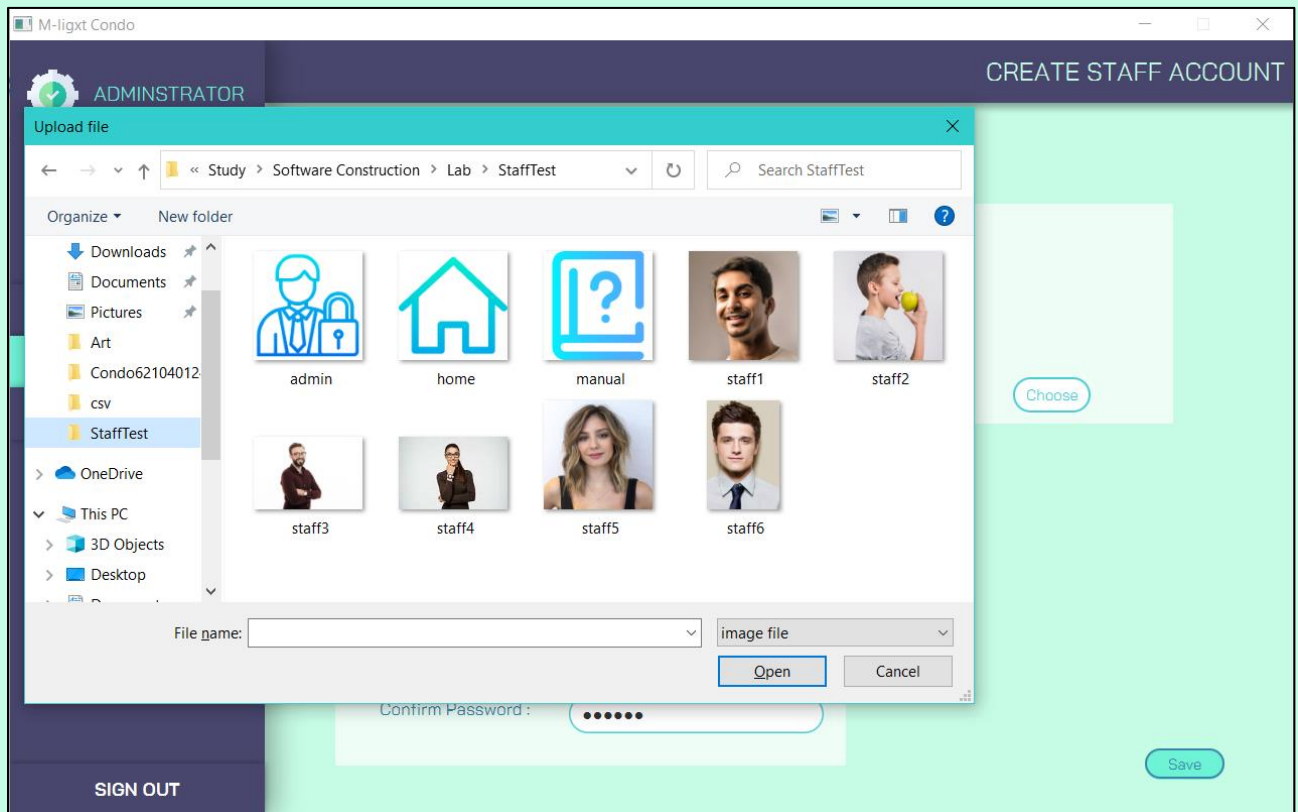 M-ligxt Condo
CREATE STAFF ACCOUNT
ADMINSTRATOR
Upload file
« Study > Software Construction > Lab > StaffTest
Search StaffTest
Organize
New folder
Downloads
Documents
Pictures
Art
Condo62104012
csv
StaffTest
OneDrive
This PC
3D Objects
Desktop
admin
home
manual
staff1
staff2
staff3
staff4
staff5
staff6
Choose
File name:
image file
Open
Cancel
Confirm Password :
Save
SIGN OUT